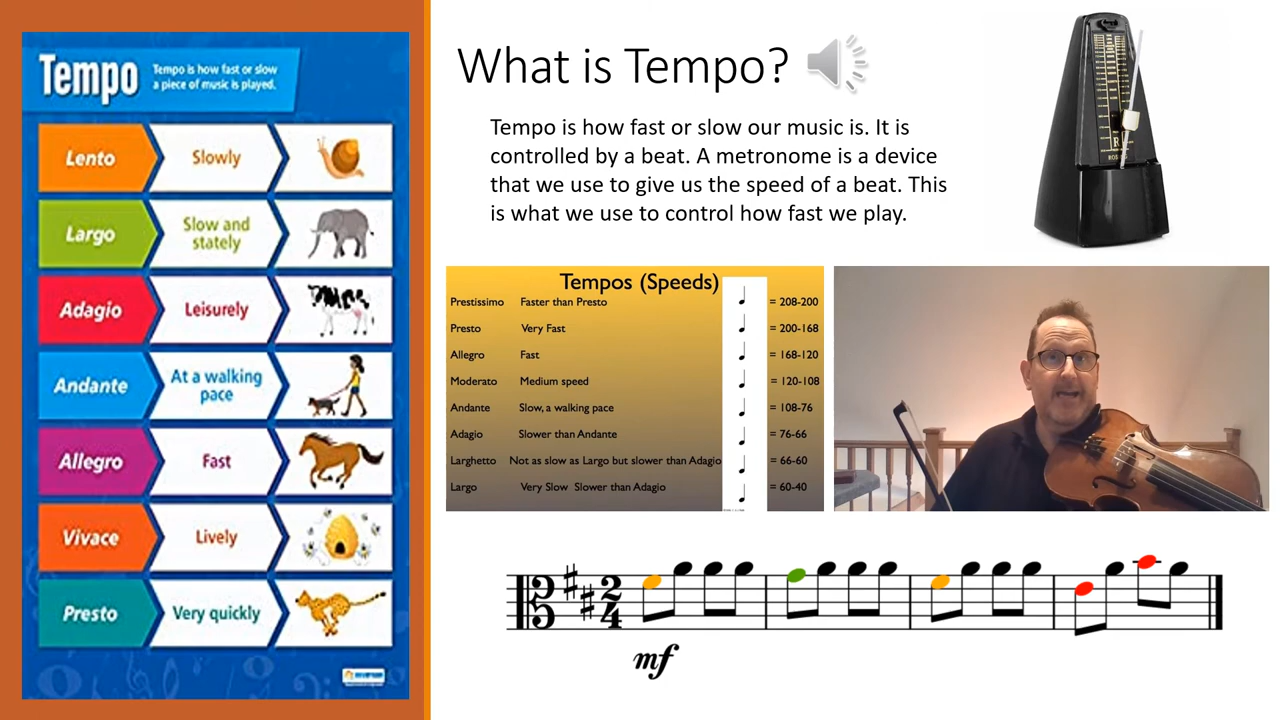 Tempo
Tempo is how fast or slow
a piece of music is played.
Lento
Slowly
Largo
Slow and
stately
Adagio
Leisurely
Andante
At a walking
pace
Allegro
Fast
Vivace
Lively
Presto
Very quickly
What is Tempo?
Tempo is how fast or slow our music is. It is
controlled by a beat. A metronome is a device
that we use to give us the speed of a beat. This
is what we use to control how fast we play.
Tempos (Speeds)
Prestissimo Faster than Presto = 208-200
Presto Very Fast = 200-168
Allegro Fast = 168-120
Moderato Medium speed = 120-108
Andante Slow, a walking pace = 108-76
Adagio Slower than Andante = 76-66
Larghetto Not as slow as Largo but slower than Adagio = 66-60
Largo Very Slow Slower than Adagio = 60-40
2
4
mf